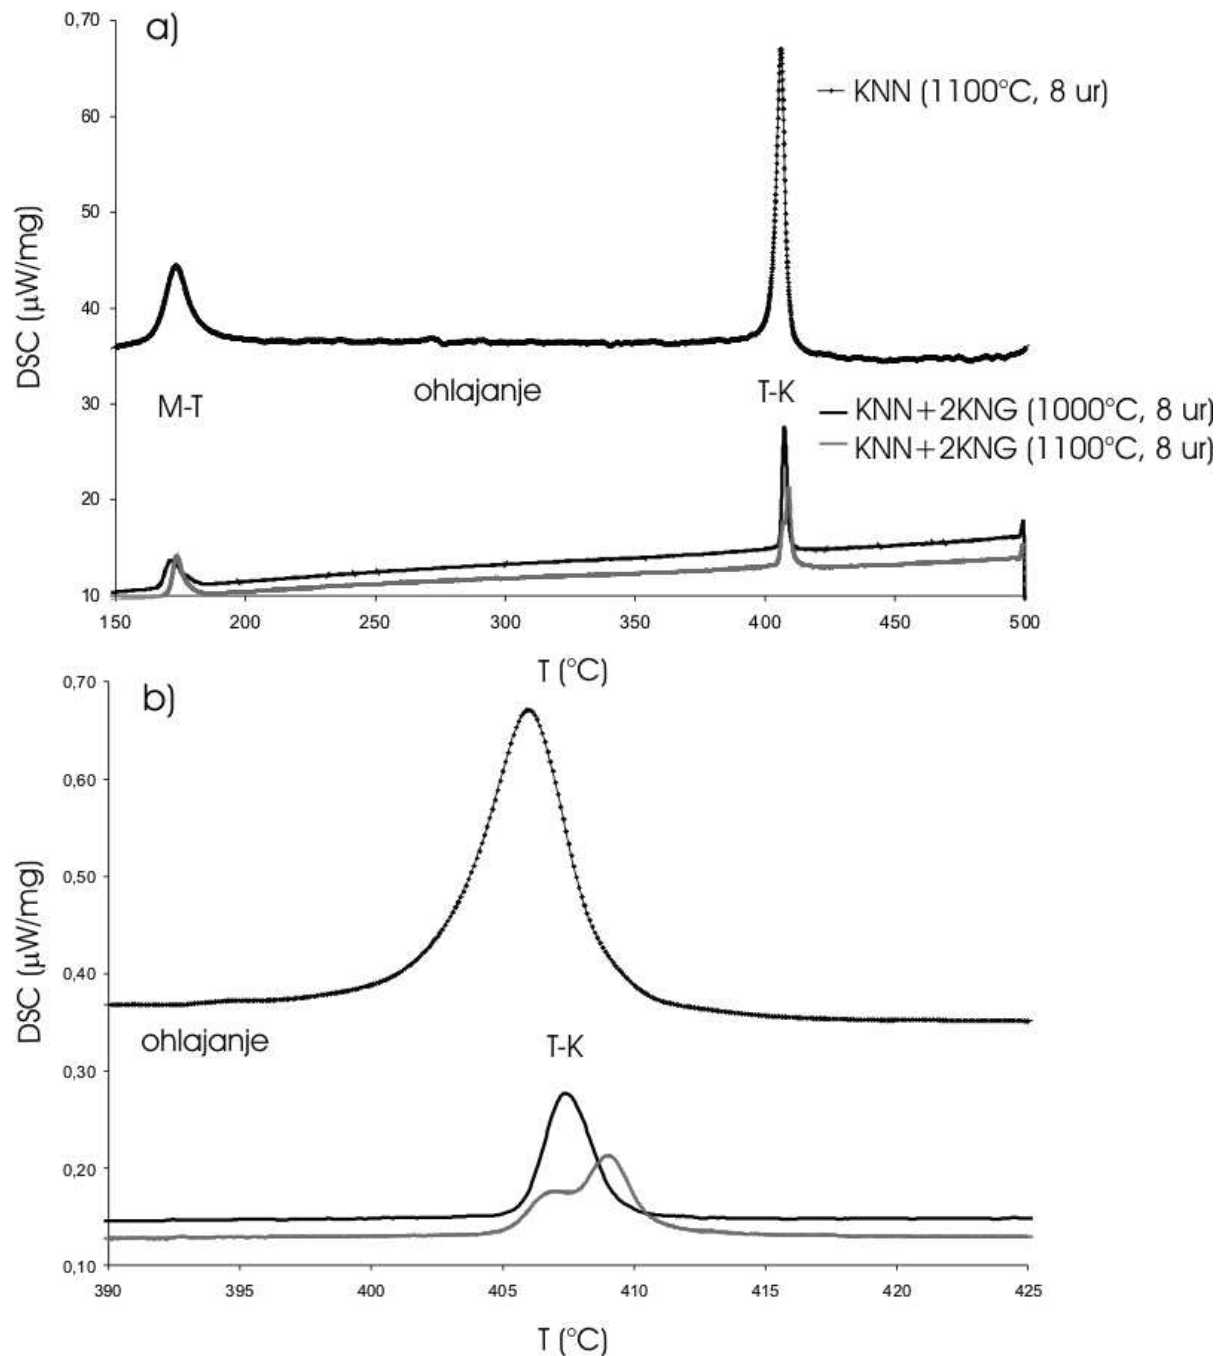 a)
0,70
60
50
40
30
20
10
DSC (µW/mg)
KNN (1100°C, 8 ur)
M-T
ohlajanje
T-K
KNN+2KNG (1000°C, 8 ur)
KNN+2KNG (1100°C, 8 ur)
150 200 250 300 350 400 450 500
T (°C)
b)
0,70
0,60
0,50
0,40
0,30
0,20
0,10
DSC (µW/mg)
ohlajanje
T-K
390 395 400 405 410 415 420 425
T (°C)